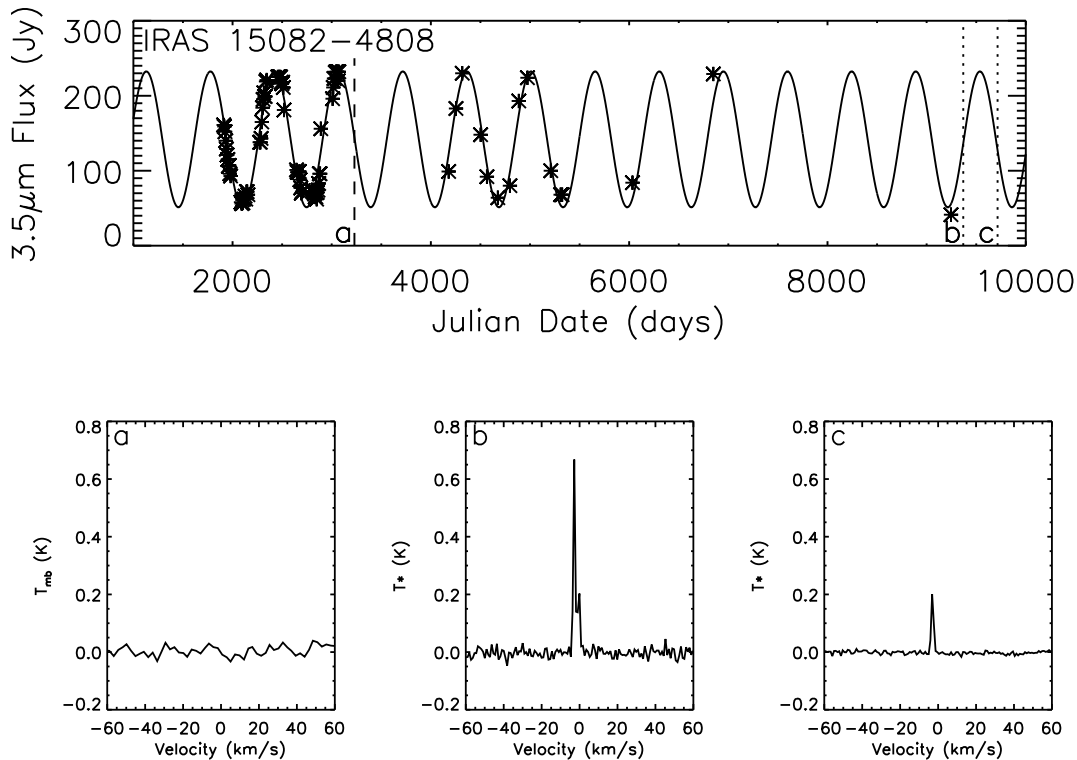 IRAS 15082−4808
3.5μm Flux (Jy)
300
200
100
0
a
b
c
2000
4000
6000
8000
10000
Julian Date (days)
a
T_mb (K)
0.8
0.6
0.4
0.2
0.0
−0.2
−60 −40 −20 0 20 40 60
Velocity (km/s)
b
T* (K)
0.8
0.6
0.4
0.2
0.0
−0.2
−60 −40 −20 0 20 40 60
Velocity (km/s)
c
T* (K)
0.8
0.6
0.4
0.2
0.0
−0.2
−60 −40 −20 0 20 40 60
Velocity (km/s)